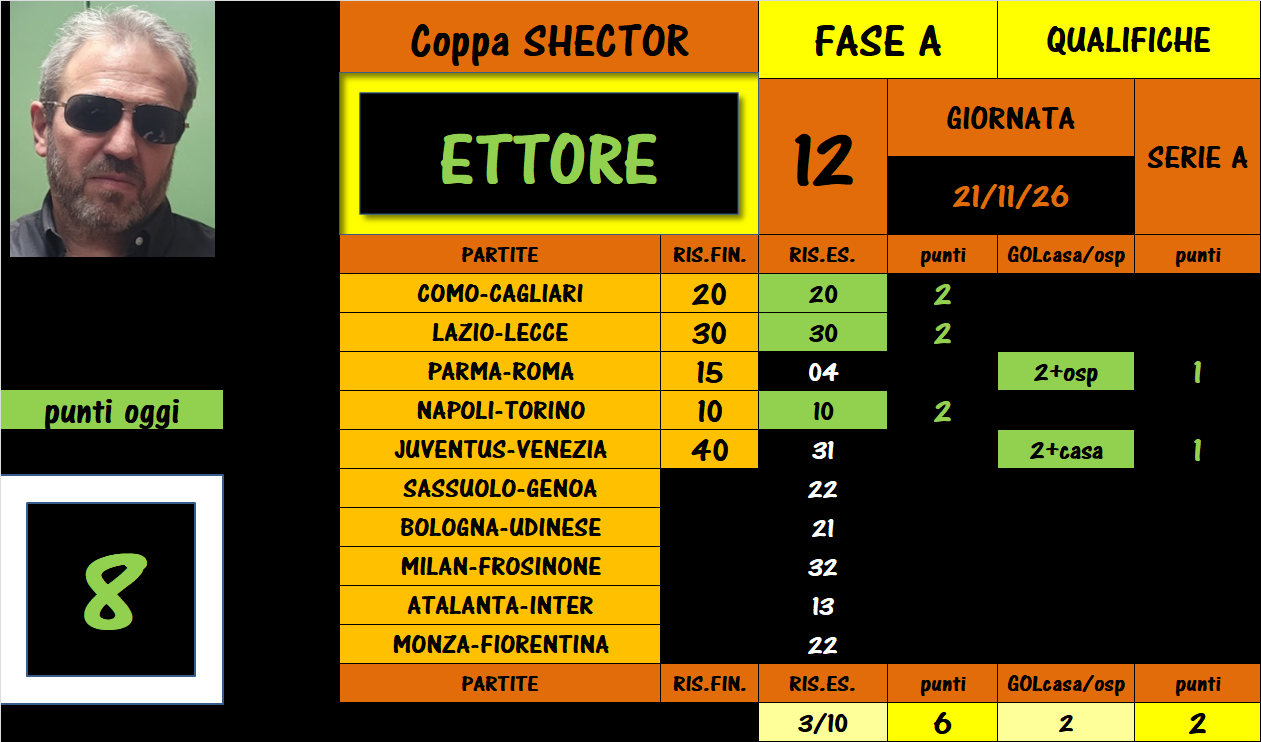 Coppa SHECTOR FASE A QUALIFICHE
ETTORE 12 GIORNATA SERIE A
21/11/26
PARTITE RIS.FIN. RIS.ES. punti GOLcasa/osp punti
COMO-CAGLIARI 20 20 2
LAZIO-LECCE 30 30 2
PARMA-ROMA 15 04 2+osp 1
punti oggi NAPOLI-TORINO 10 10 2
JUVENTUS-VENEZIA 40 31 2+casa 1
SASSUOLO-GENOA 22
BOLOGNA-UDINESE 21
8 MILAN-FROSINONE 32
ATALANTA-INTER 13
MONZA-FIORENTINA 22
PARTITE RIS.FIN. RIS.ES. punti GOLcasa/osp punti
3/10 6 2 2